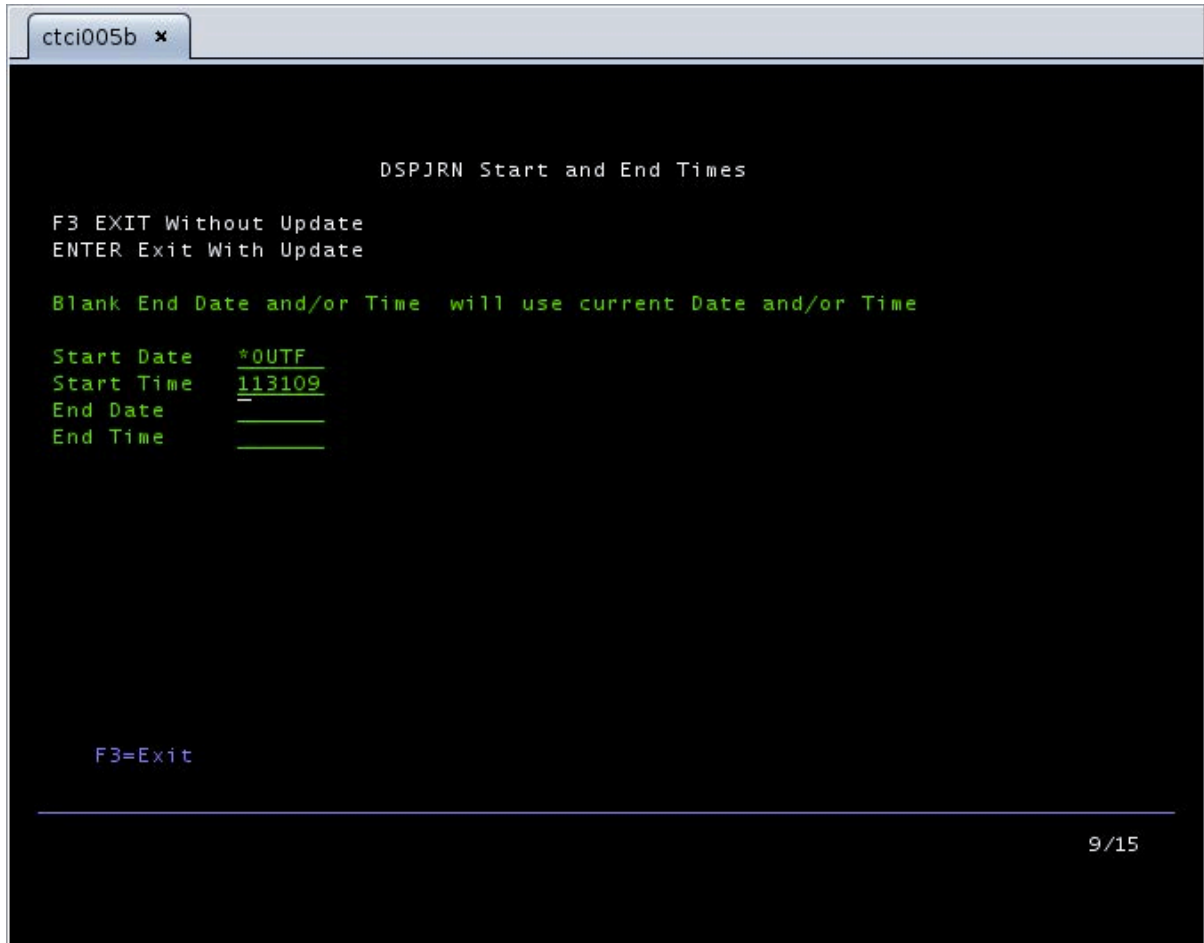 ctci005b ×
DSPJRN Start and End Times
F3 EXIT Without Update
ENTER Exit With Update
Blank End Date and/or Time will use current Date and/or Time
Start Date *OUTF
Start Time 113109
End Date
End Time
F3=Exit
9/15